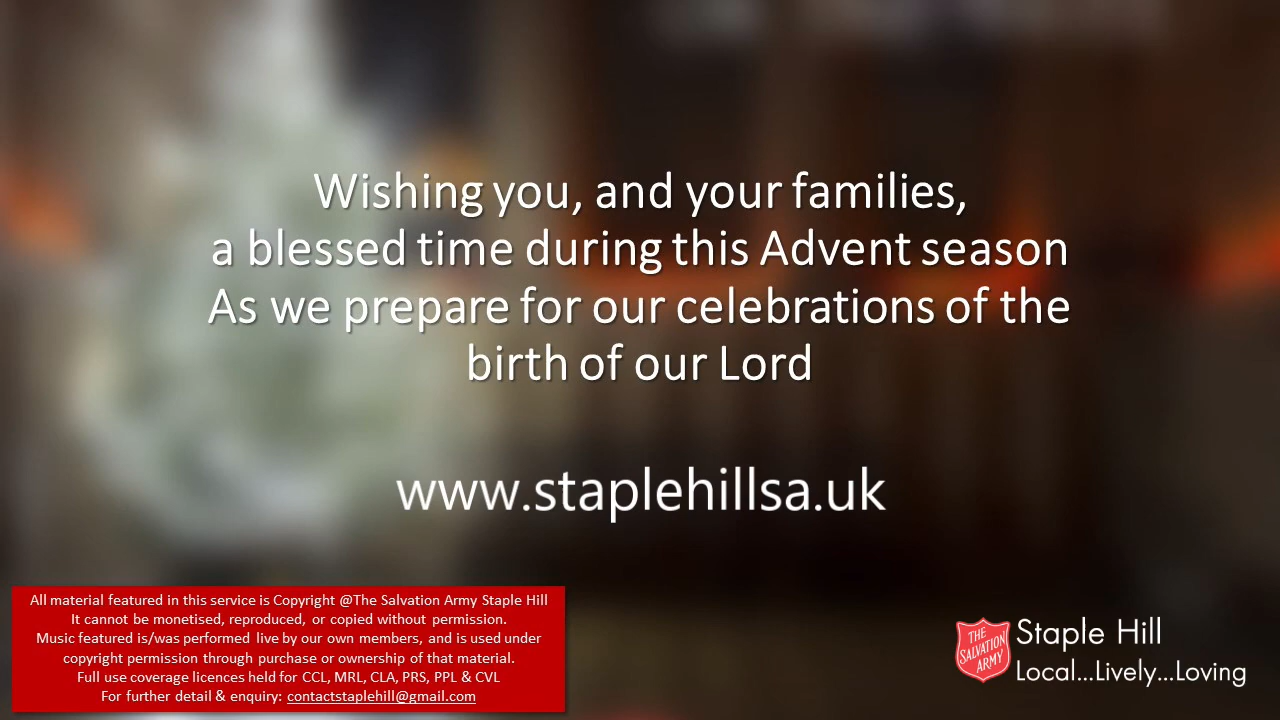 Wishing you, and your families,
a blessed time during this Advent season
As we prepare for our celebrations of the
birth of our Lord
www.staplehillsa.uk
All material featured in this service is Copyright @The Salvation Army Staple Hill
It cannot be monetised, reproduced, or copied without permission.
Music featured is/was performed live by our own members, and is used under
copyright permission through purchase or ownership of that material.
Full use coverage licences held for CCL, MRL, CLA, PRS, PPL & CVL
For further detail & enquiry: contactstaplehill@gmail.com
THE
SALVATION
ARMY
Staple Hill
Local...Lively...Loving